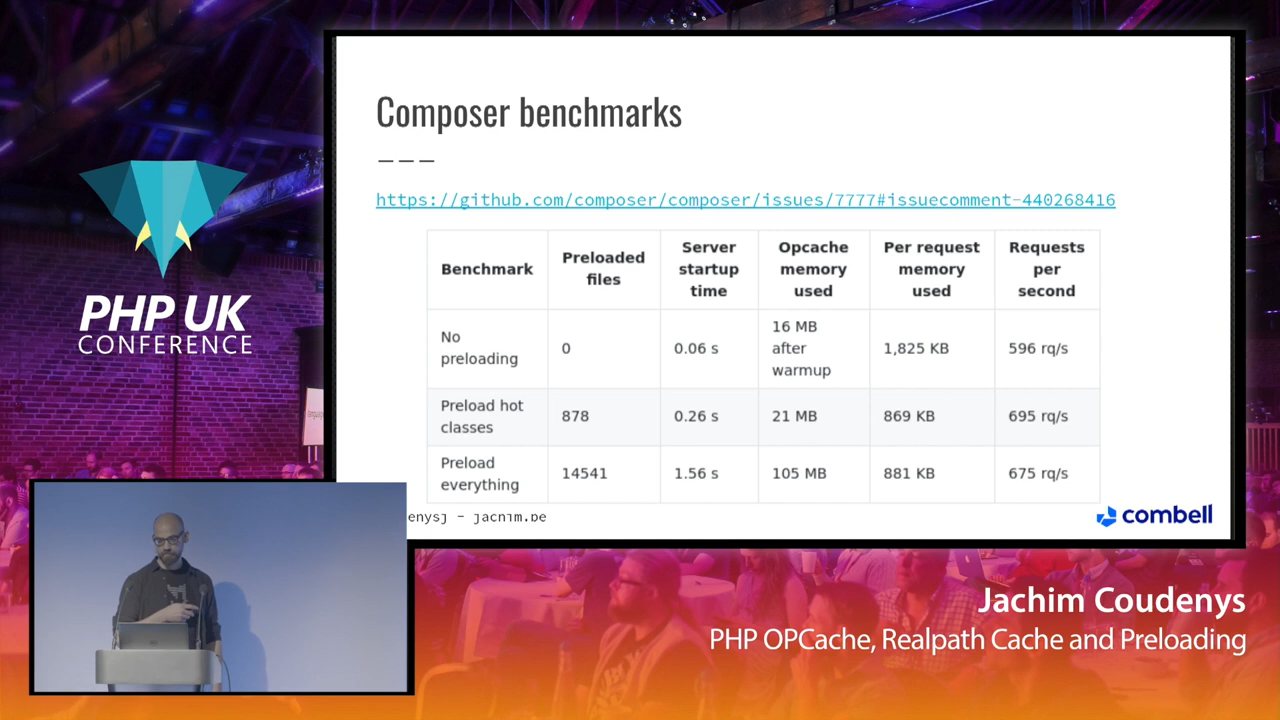 Composer benchmarks
https://github.com/composer/composer/issues/7777#issuecomment-440268416
Benchmark
Preloaded
files
Server
startup
time
Opcache
memory
used
Per request
memory
used
Requests
per
second
No
preloading
0
0.06 s
16 MB
after
warmup
1,825 KB
596 rq/s
Preload hot
classes
878
0.26 s
21 MB
869 KB
695 rq/s
Preload
everything
14541
1.56 s
105 MB
881 KB
675 rq/s
enysj - jachim.be
combell
PHP UK
CONFERENCE
Jachim Coudenys
PHP OPCache, Realpath Cache and Preloading